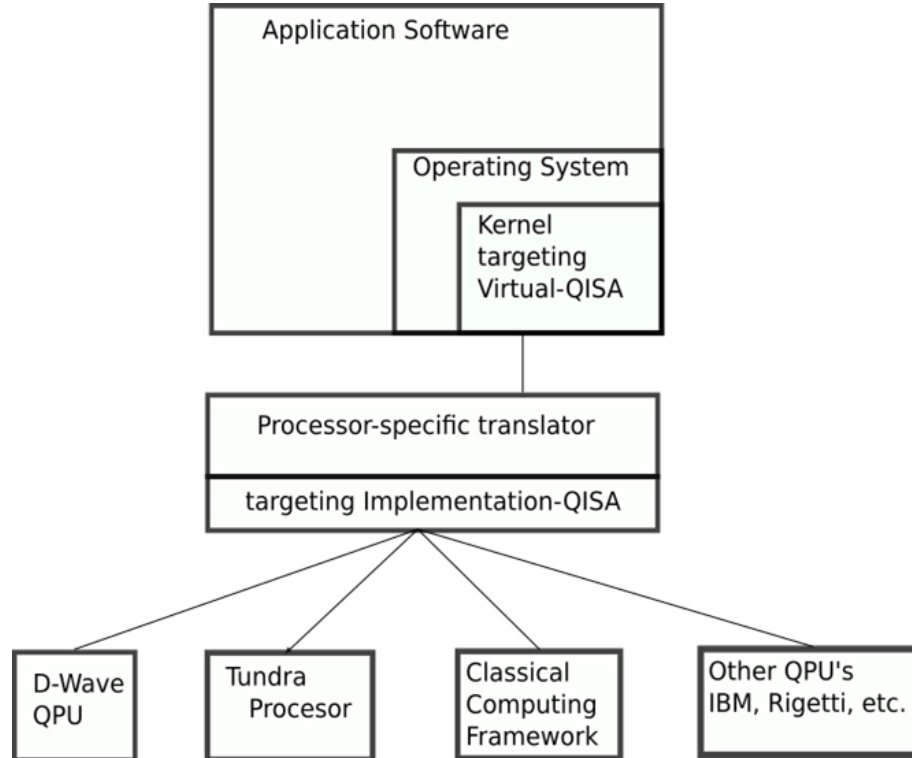 Application Software
Operating System
Kernel
targeting
Virtual-QISA
Processor-specific translator
targeting Implementation-QISA
D-Wave
QPU
Tundra
Procesor
Classical
Computing
Framework
Other QPU's
IBM, Rigetti, etc.